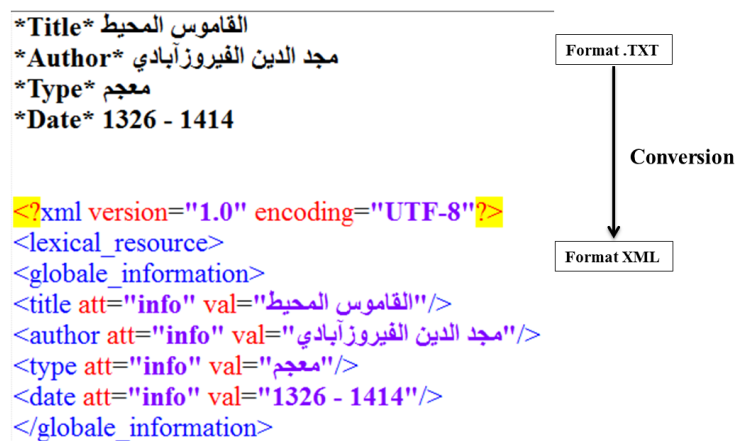 *Title* القاموس المحيط
*Author* مجد الدين الفيروزآبادي
*Type* معجم
*Date* 1326 - 1414
Format .TXT
Conversion
<?xml version="1.0" encoding="UTF-8"?>
<lexical_resource>
<globale_information>
<title att="info" val="القاموس المحيط"/>
<author att="info" val="مجد الدين الفيروزآبادي"/>
<type att="info" val="معجم"/>
<date att="info" val="1326 - 1414"/>
</globale_information>
Format XML